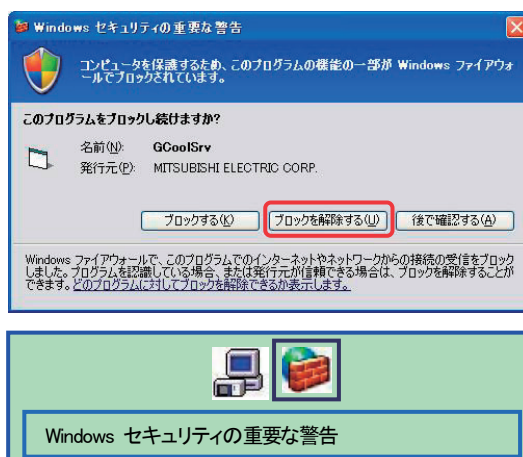 Windows セキュリティの重要な警告
コンピュータを保護するため、このプログラムの機能の一部が Windows ファイアウォ
ールでブロックされています。
このプログラムをブロックし続けますか?
名前(N): GCoolSrv
発行元(P): MITSUBISHI ELECTRIC CORP.
ブロックする(K) ブロックを解除する(U) 後で確認する(A)
Windows ファイアウォールで、このプログラムでのインターネットやネットワークからの接続の受信をブロック
しました。プログラムを認識している場合、または発行元が信頼できる場合は、ブロックを解除することが
できます。どのプログラムに対してブロックを解除できるか表示します。
Windows セキュリティの重要な警告